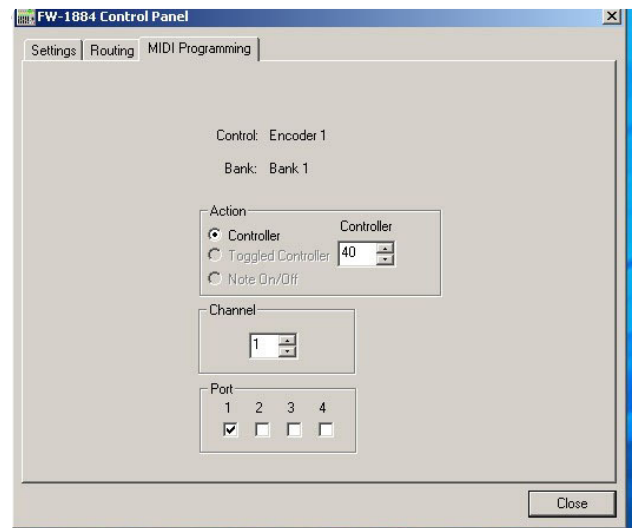 FW-1884 Control Panel
Settings Routing MIDI Programming
Control: Encoder 1
Bank: Bank 1
Action
Controller
Controller
Toggled Controller
40
Note On/Off
Channel
1
Port
1 2 3 4
Close